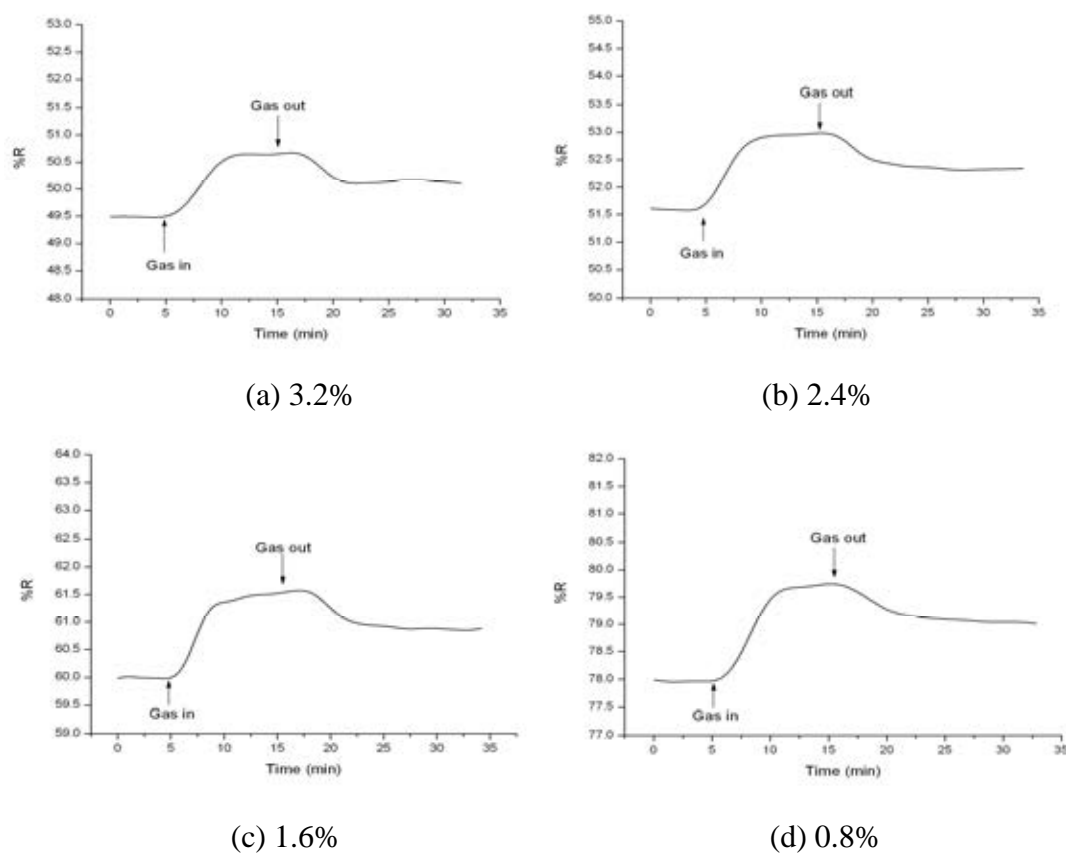 53.0
52.5
52.0
51.5
51.0
50.5
50.0
49.5
49.0
48.5
48.0
%R
Gas out
Gas in
0 5 10 15 20 25 30 35
Time (min)
(a) 3.2%
55.0
54.5
54.0
53.5
53.0
52.5
52.0
51.5
51.0
50.5
50.0
%R
Gas out
Gas in
0 5 10 15 20 25 30 35
Time (min)
(b) 2.4%
64.0
63.5
63.0
62.5
62.0
61.5
61.0
60.5
60.0
59.5
59.0
%R
Gas out
Gas in
0 5 10 15 20 25 30 35
Time (min)
(c) 1.6%
82.0
81.5
81.0
80.5
80.0
79.5
79.0
78.5
78.0
77.5
77.0
%R
Gas out
Gas in
0 5 10 15 20 25 30 35
Time (min)
(d) 0.8%